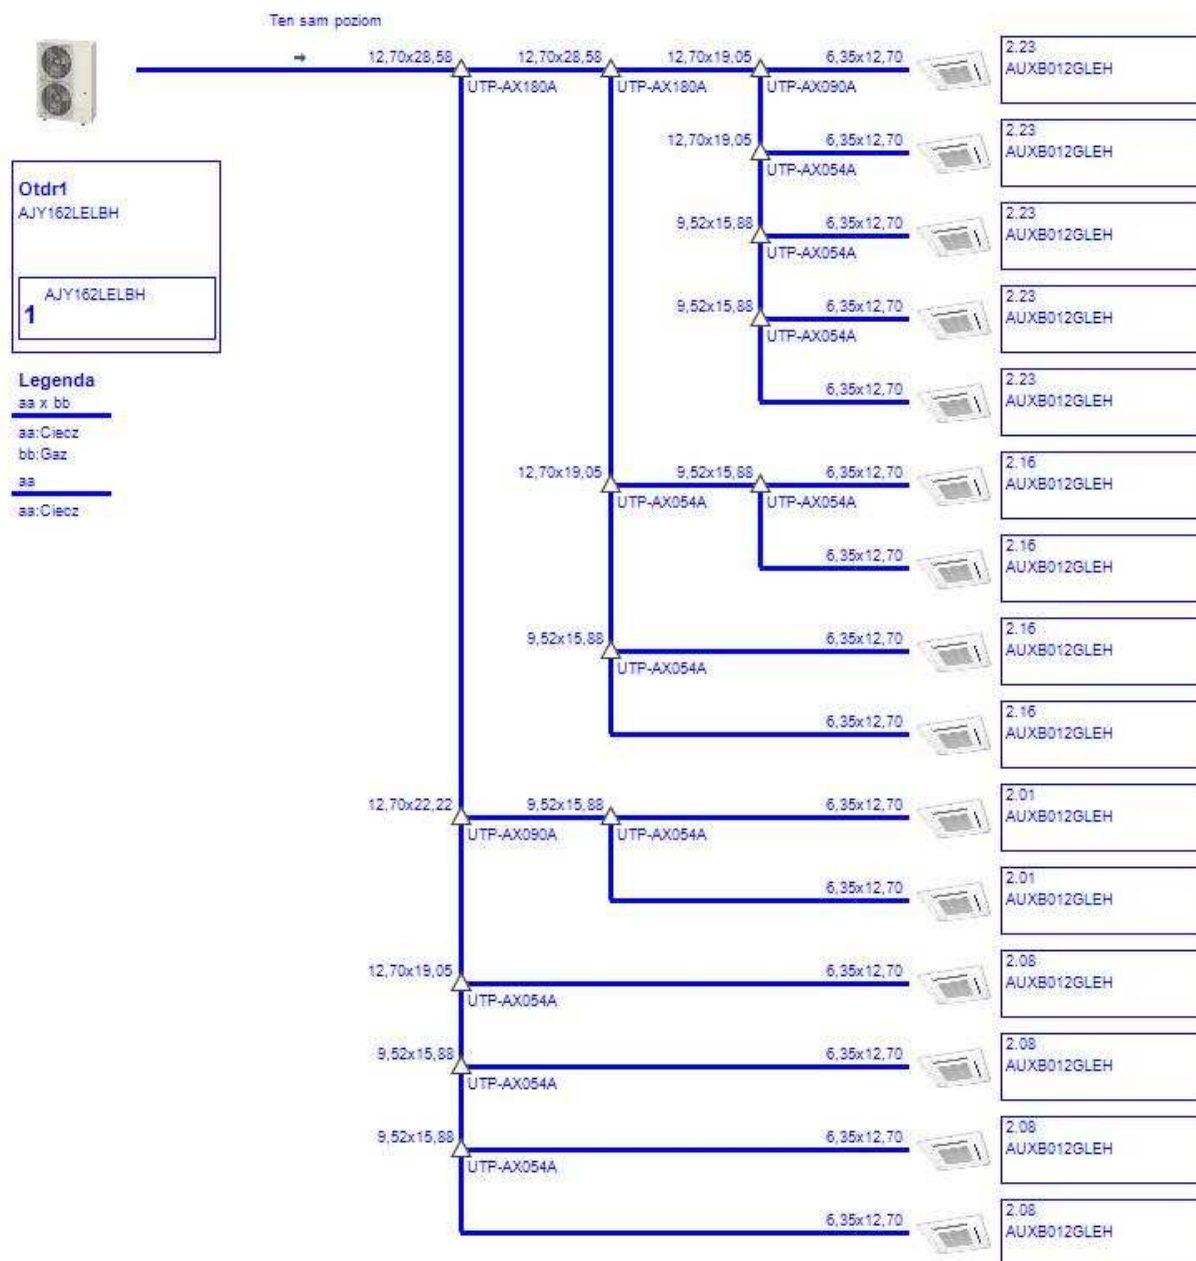 Ten sam poziom
12,70x28,58 12,70x28,58 12,70x19,05 6,35x12,70 2.23
UTP-AX180A UTP-AX180A UTP-AX090A AUXB012GLEH
12,70x19,05 6,35x12,70 2.23
UTP-AX054A AUXB012GLEH
Otdr1
AJY162LELBH
9,52x15,88 6,35x12,70 2.23
UTP-AX054A AUXB012GLEH
AJY162LELBH
1
9,52x15,88 6,35x12,70 2.23
UTP-AX054A AUXB012GLEH
Legenda
aa x bb
aa:Ciecz
bb:Gaz
aa
aa:Ciecz
6,35x12,70 2.23
AUXB012GLEH
12,70x19,05 9,52x15,88 6,35x12,70 2.16
UTP-AX054A UTP-AX054A AUXB012GLEH
6,35x12,70 2.16
AUXB012GLEH
9,52x15,88 6,35x12,70 2.16
UTP-AX054A AUXB012GLEH
6,35x12,70 2.16
AUXB012GLEH
12,70x22,22 9,52x15,88 6,35x12,70 2.01
UTP-AX090A UTP-AX054A AUXB012GLEH
6,35x12,70 2.01
AUXB012GLEH
12,70x19,05 6,35x12,70 2.08
UTP-AX054A AUXB012GLEH
9,52x15,88 6,35x12,70 2.08
UTP-AX054A AUXB012GLEH
9,52x15,88 6,35x12,70 2.08
UTP-AX054A AUXB012GLEH
6,35x12,70 2.08
AUXB012GLEH